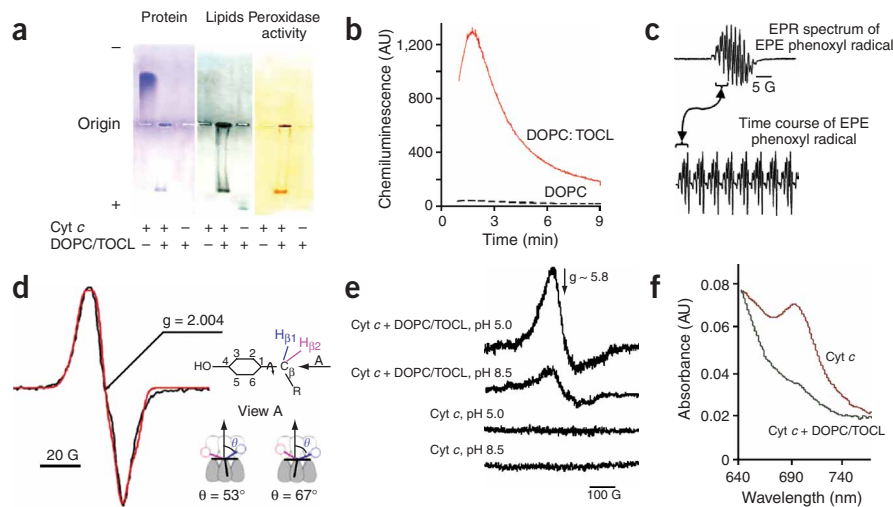 a
Protein Lipids Peroxidase activity
–
Origin
+
Cyt c + + – + + – + + –
DOPC/TOCL – + + – + + – + +
b
Chemiluminescence (AU)
1,200
800
400
0
DOPC: TOCL
DOPC
0 3 6 9
Time (min)
c
EPR spectrum of
EPE phenoxyl radical
5 G
Time course of EPE
phenoxyl radical
d
g = 2.004
20 G
Hβ1
Hβ2
HO 4 3 2 1 5 6 Cβ A
R
View A
θ θ
θ = 53° θ = 67°
e
g ~ 5.8
Cyt c + DOPC/TOCL, pH 5.0
Cyt c + DOPC/TOCL, pH 8.5
Cyt c, pH 5.0
Cyt c, pH 8.5
100 G
f
Absorbance (AU)
0.08
0.06
0.04
0.02
0
Cyt c
Cyt c + DOPC/TOCL
640 690 740
Wavelength (nm)